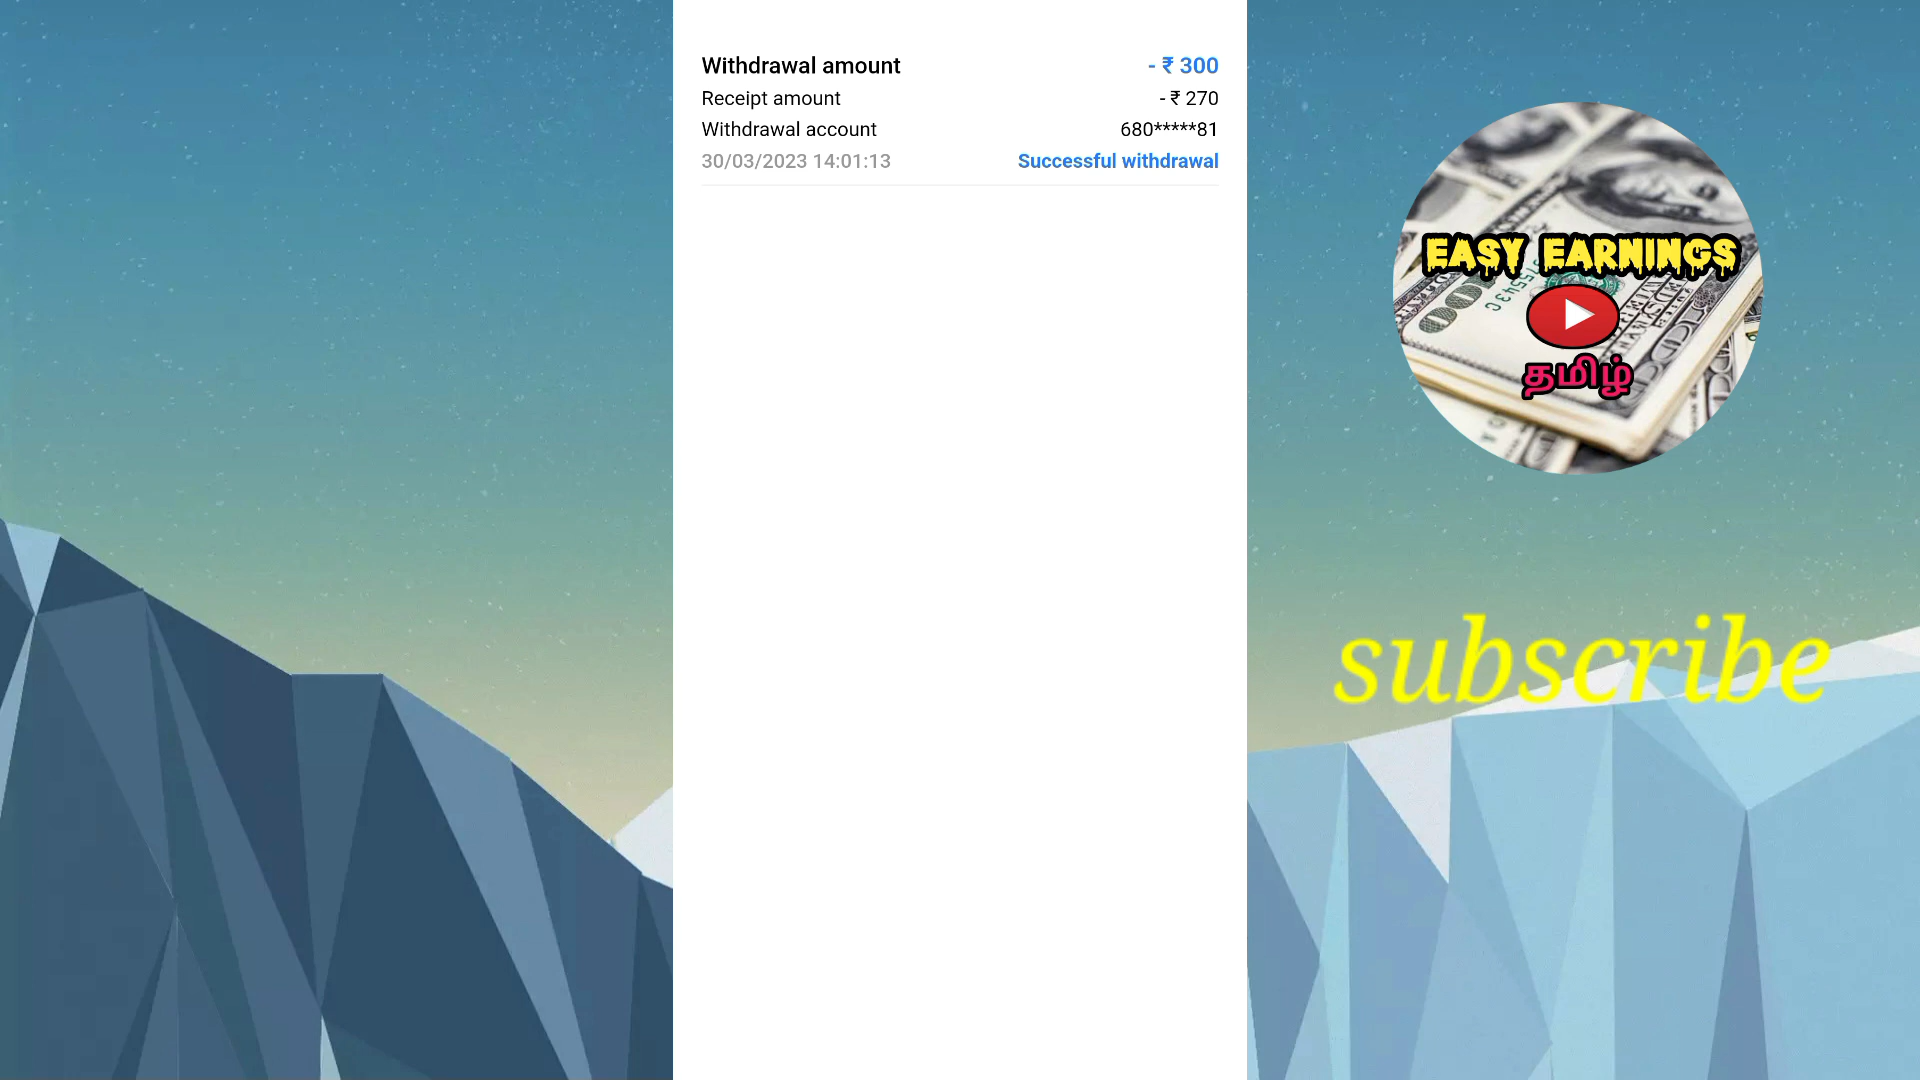 Withdrawal amount - ₹ 300
Receipt amount - ₹ 270
Withdrawal account 680*****81
30/03/2023 14:01:13 Successful withdrawal
EASY EARNINGS
தமிழ்
subscribe